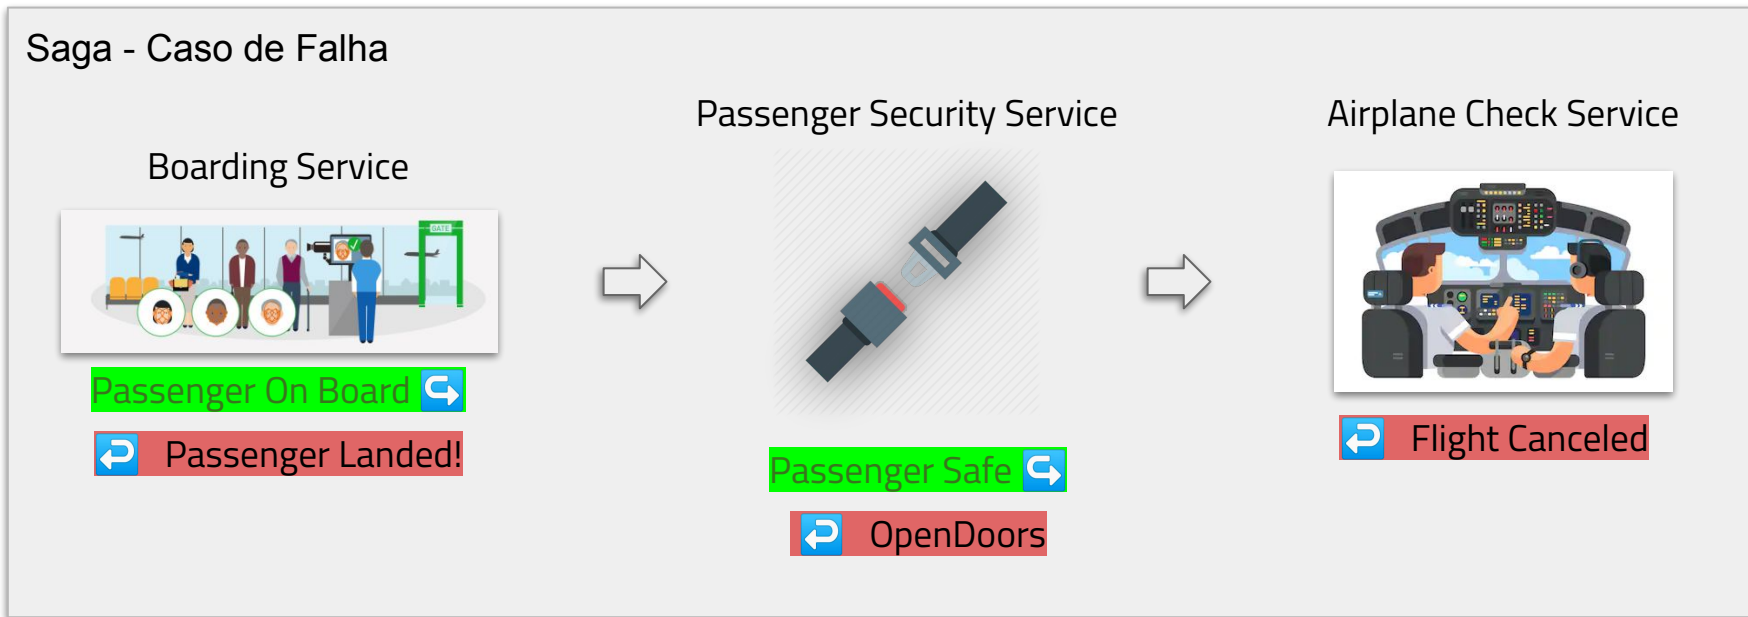 Saga - Caso de Falha
Boarding Service
GATE
Passenger On Board ↪️
↩️ Passenger Landed!
Passenger Security Service
Passenger Safe ↪️
↩️ OpenDoors
Airplane Check Service
↩️ Flight Canceled